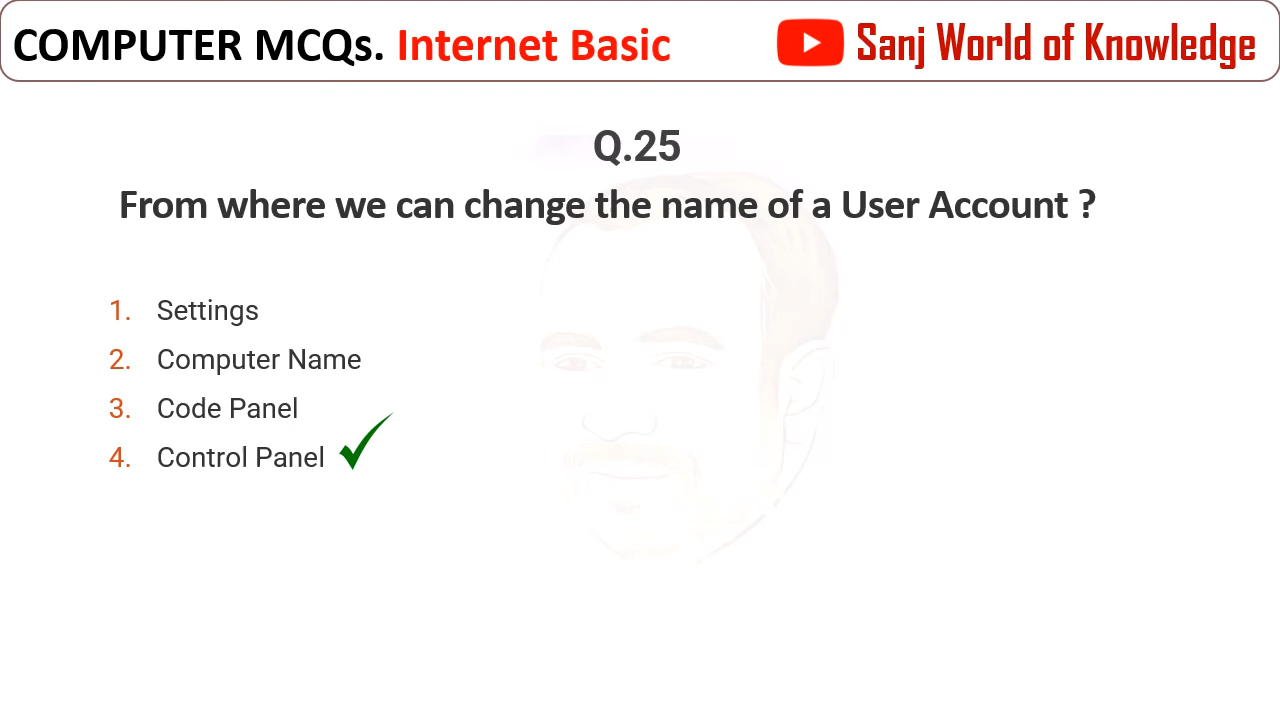 COMPUTER MCQs. Internet Basic Sanj World of Knowledge
Q.25
From where we can change the name of a User Account ?
1. Settings
2. Computer Name
3. Code Panel
4. Control Panel